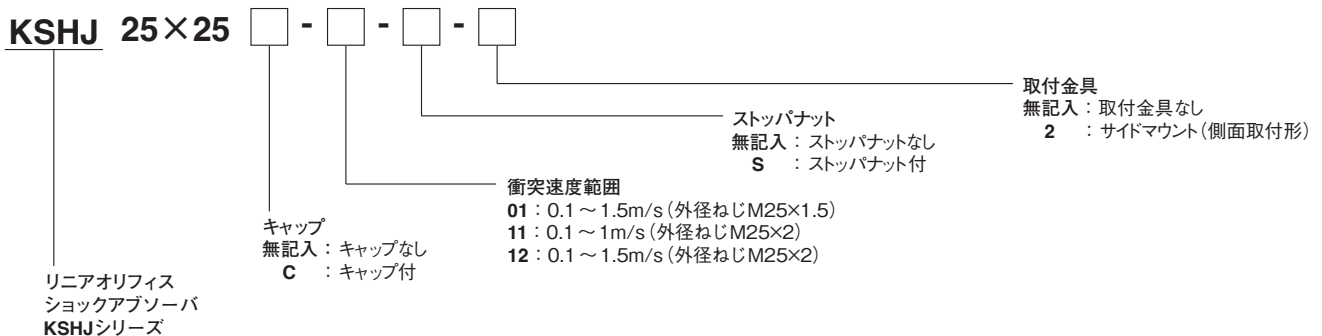 KSHJ 25×25 □ - □ - □ - □
取付金具
無記入：取付金具なし
2 ：サイドマウント（側面取付形）
ストッパナット
無記入：ストッパナットなし
S ：ストッパナット付
衝突速度範囲
01：0.1～1.5m/s（外径ねじM25×1.5）
11：0.1～1m/s（外径ねじM25×2）
12：0.1～1.5m/s（外径ねじM25×2）
キャップ
無記入：キャップなし
C ：キャップ付
リニアオリフィス
ショックアブソーバ
KSHJシリーズ